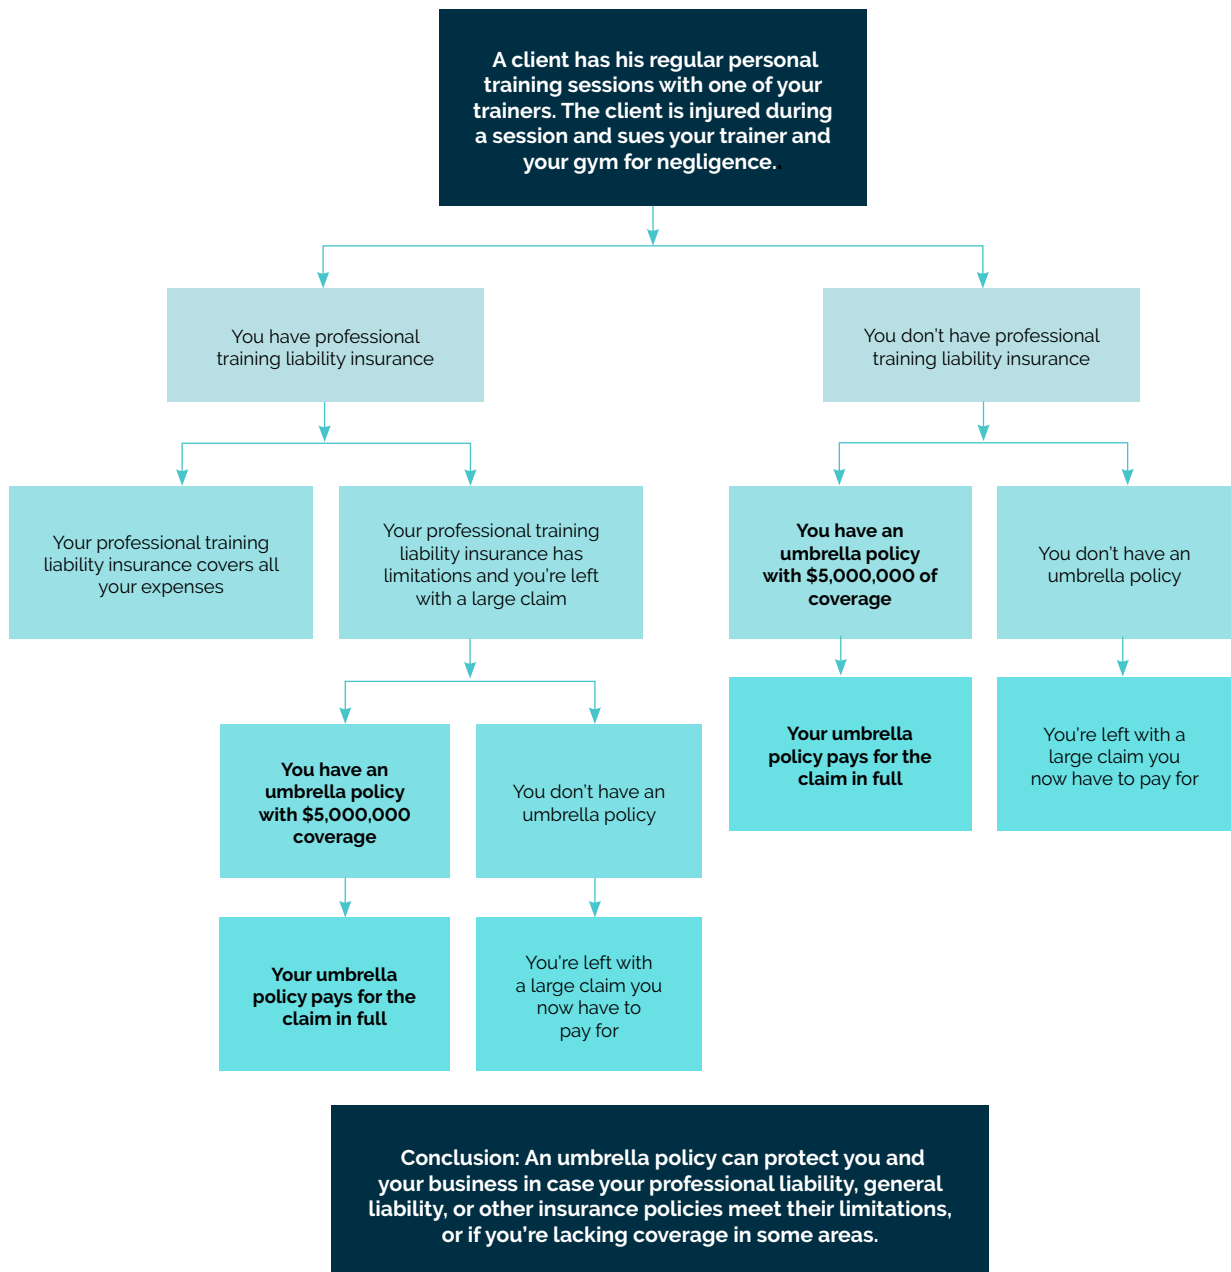 A client has his regular personal
training sessions with one of your
trainers. The client is injured during
a session and sues your trainer and
your gym for negligence..
You have professional
training liability insurance
You don't have professional
training liability insurance
Your professional training
liability insurance covers all
your expenses
Your professional training
liability insurance has
limitations and you're left
with a large claim
You have an
umbrella policy
with $5,000,000 of
coverage
You don't have an
umbrella policy
You have an
umbrella policy
with $5,000,000
coverage
You don't have an
umbrella policy
Your umbrella
policy pays for the
claim in full
You're left with a
large claim you
now have to pay for
Your umbrella
policy pays for the
claim in full
You're left with
a large claim you
now have to
pay for
Conclusion: An umbrella policy can protect you and
your business in case your professional liability, general
liability, or other insurance policies meet their limitations,
or if you're lacking coverage in some areas.